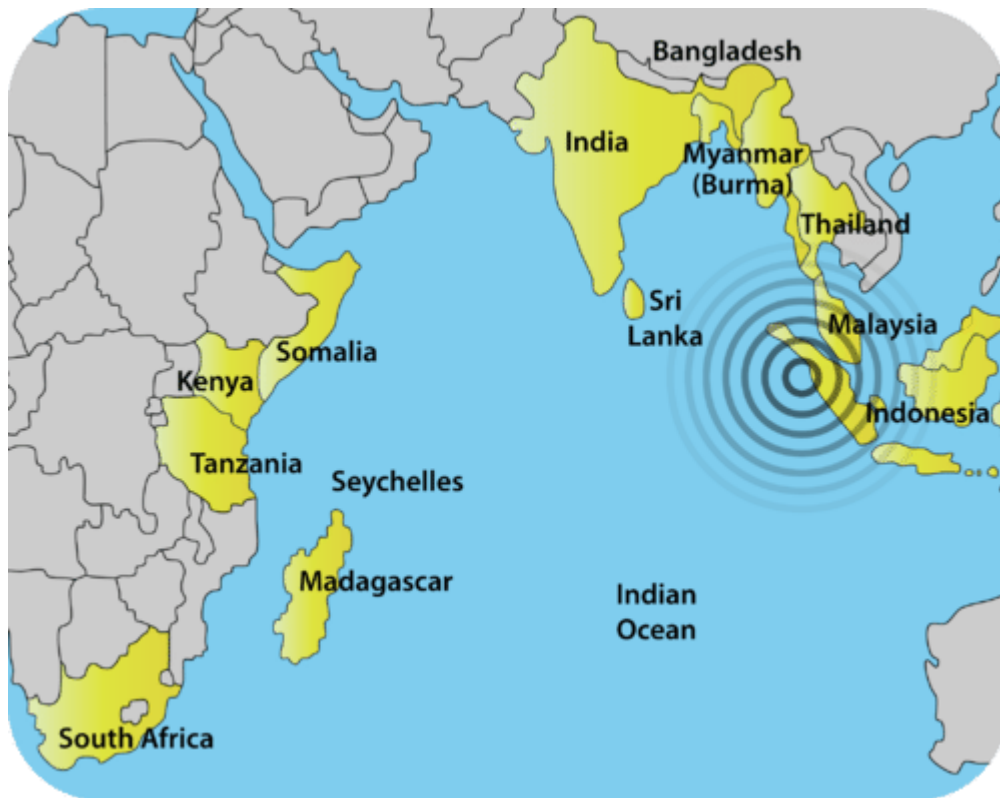 Bangladesh
India
Myanmar
(Burma)
Thailand
Sri
Lanka
Malaysia
Somalia
Kenya
Indonesia
Tanzania
Seychelles
Madagascar
Indian
Ocean
South Africa